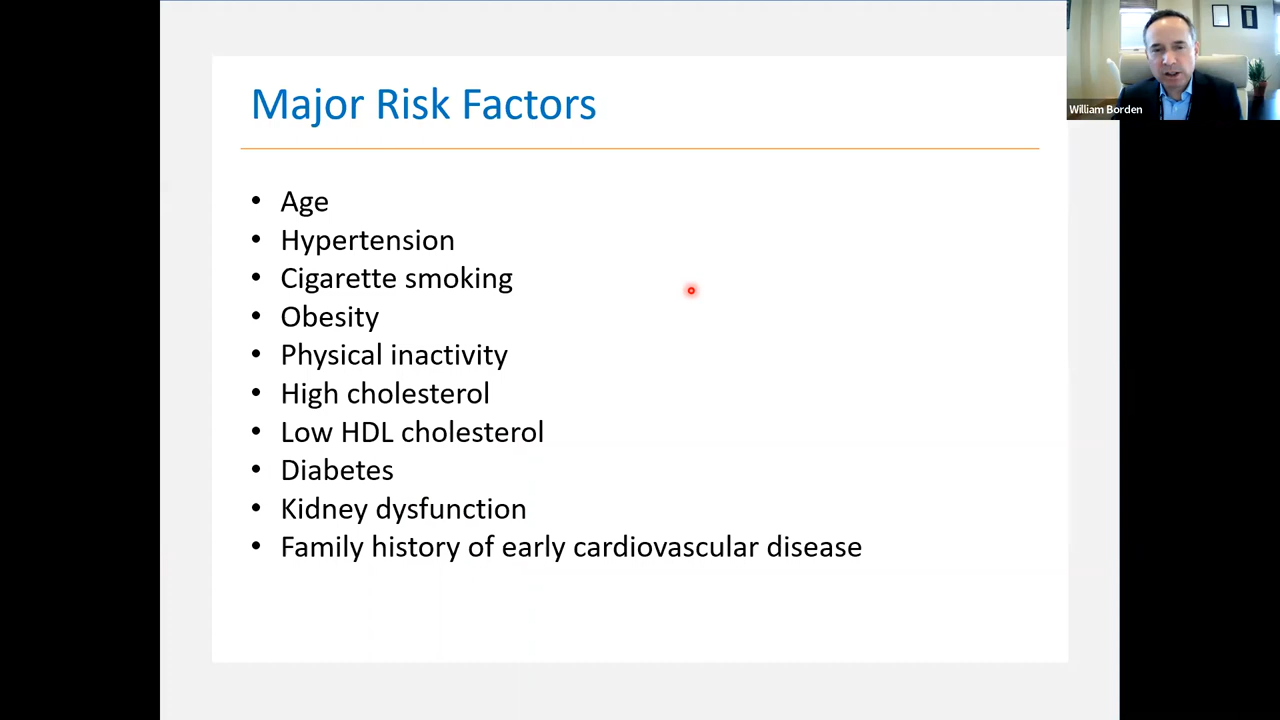 Major Risk Factors
William Borden
• Age
• Hypertension
• Cigarette smoking
• Obesity
• Physical inactivity
• High cholesterol
• Low HDL cholesterol
• Diabetes
• Kidney dysfunction
• Family history of early cardiovascular disease